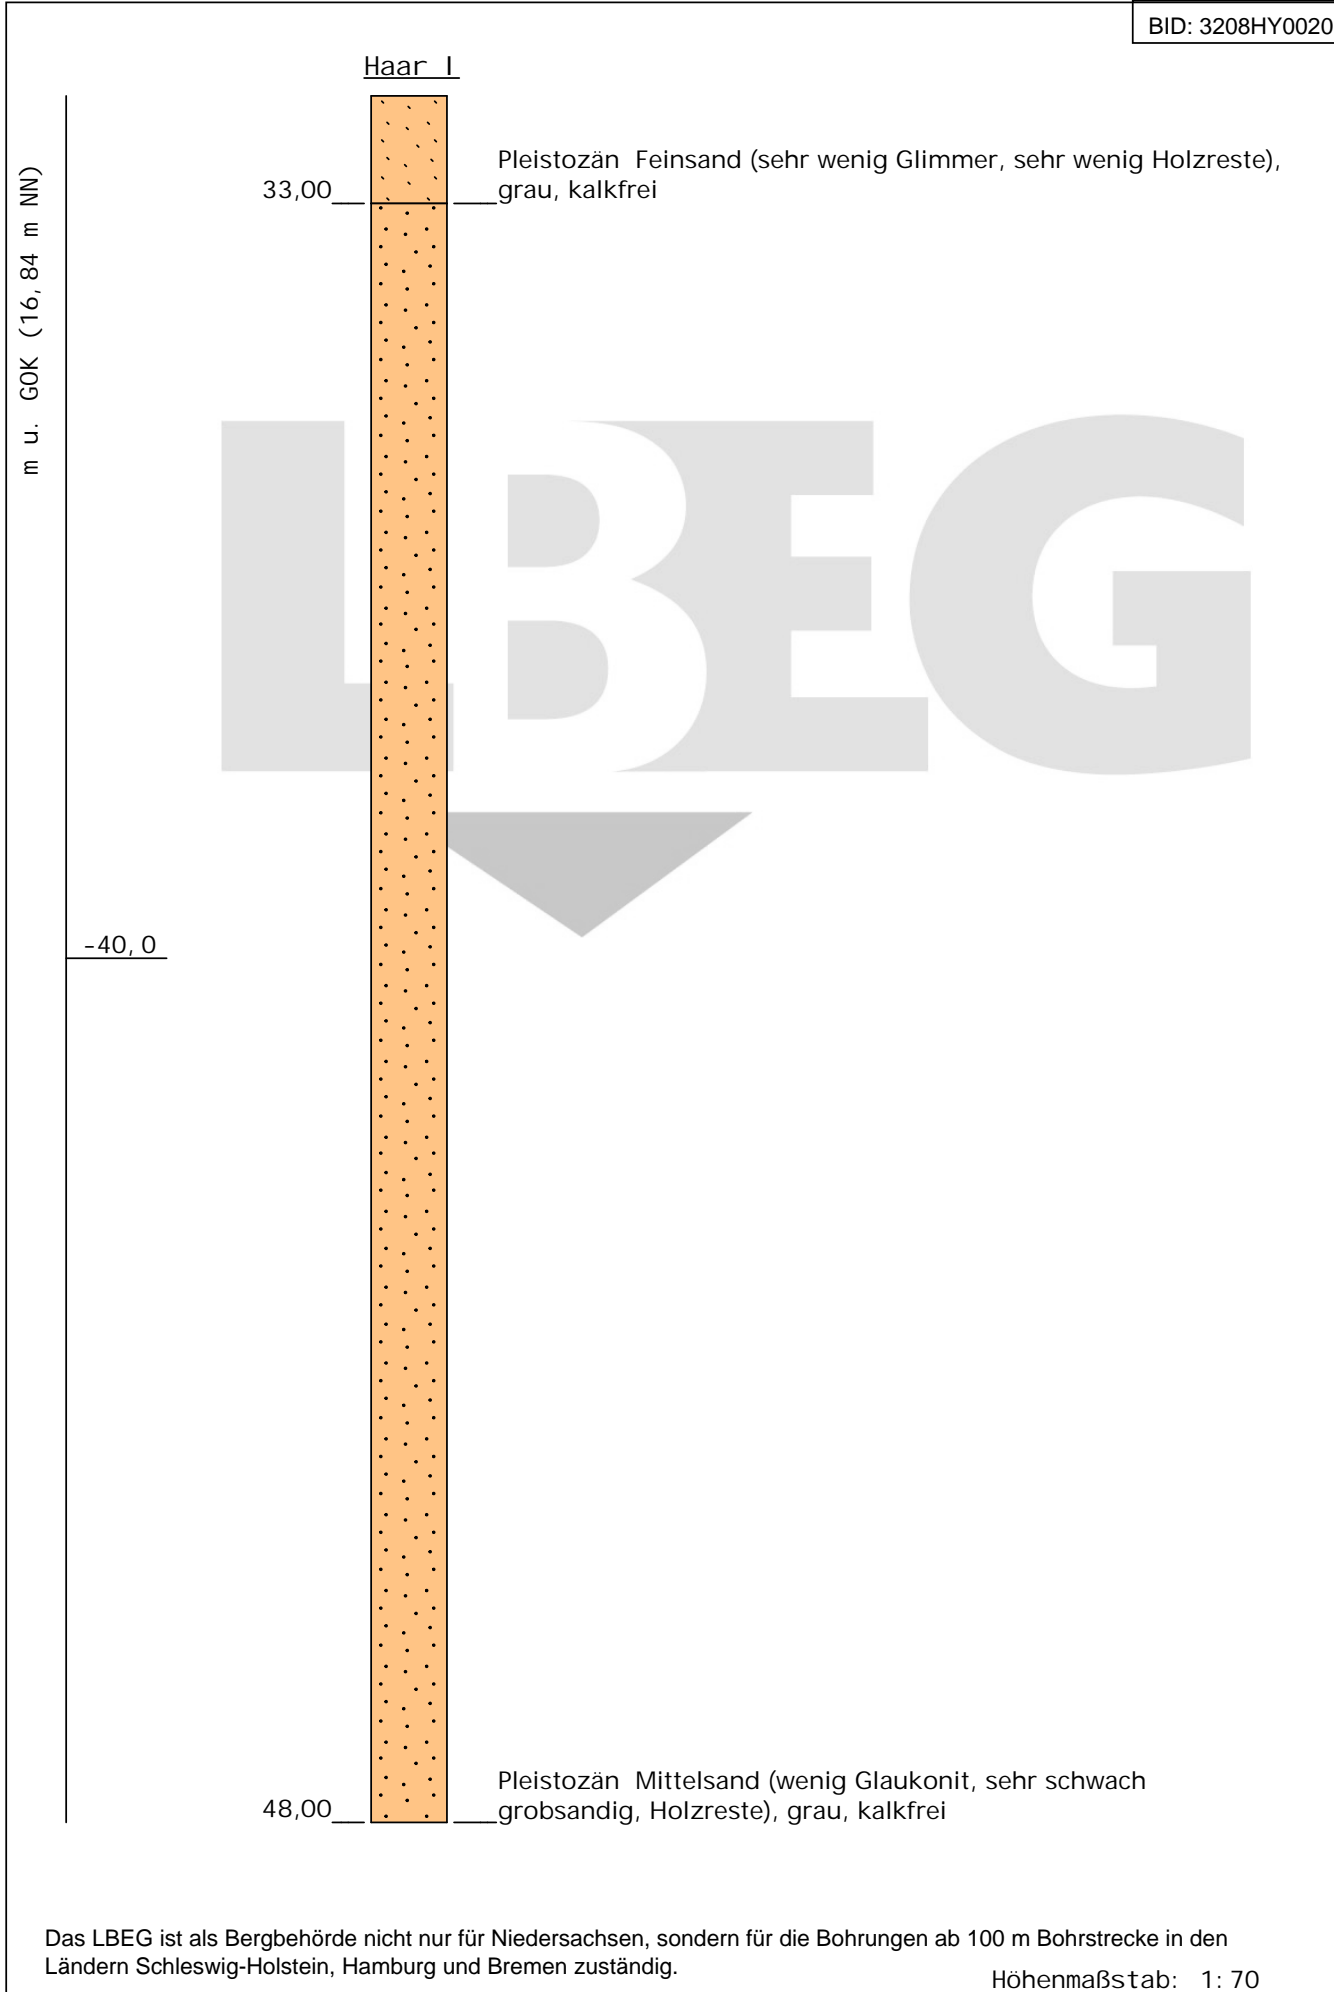 BID: 3208HY0020
Haar I
m u. GOK (16,84 m NN)
Pleistozän Feinsand (sehr wenig Glimmer, sehr wenig Holzreste),
33,00 grau, kalkfrei
LBEG
-40,0
Pleistozän Mittelsand (wenig Glaukonit, sehr schwach
48,00 grobsandig, Holzreste), grau, kalkfrei
Das LBEG ist als Bergbehörde nicht nur für Niedersachsen, sondern für die Bohrungen ab 100 m Bohrstrecke in den
Ländern Schleswig-Holstein, Hamburg und Bremen zuständig.
Höhenmaßstab: 1:70